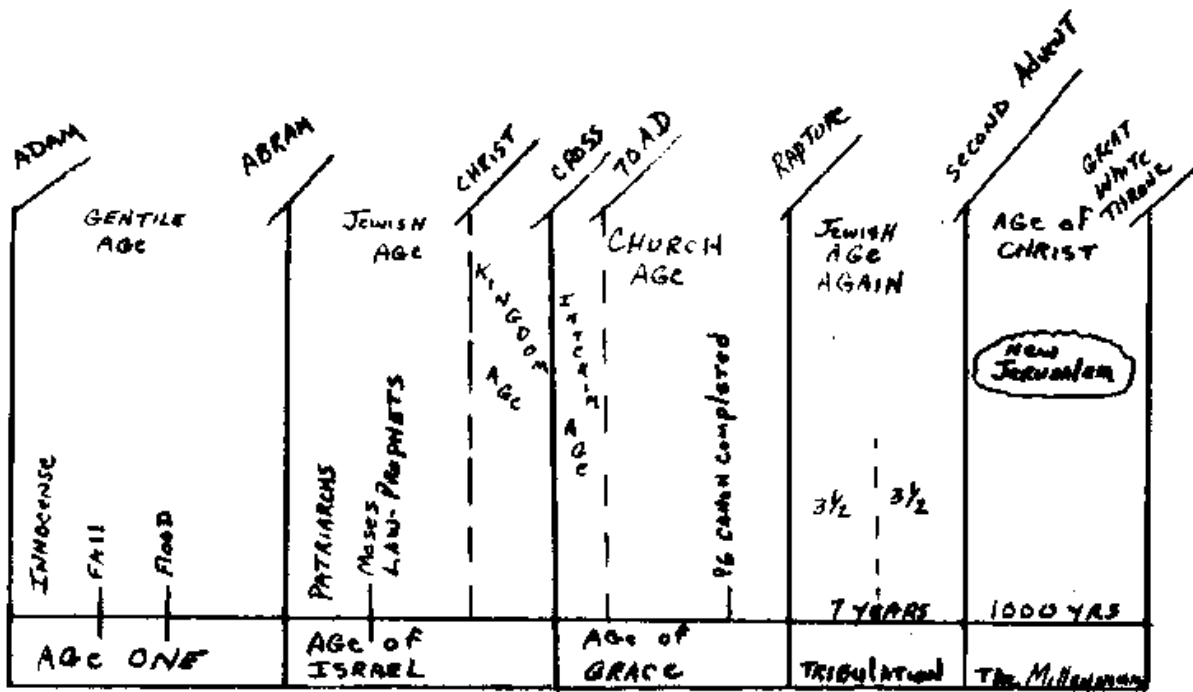 ADAM
ABRAM
CHRIST
CROSS
70 AD
RAPTURE
SECOND ADVENT
GREAT
WHITE
THRONE
GENTILE
AGE
JEWISH
AGE
KINGDOM
AGE
INTERIM
AGE
CHURCH
AGE
JEWISH
AGE
AGAIN
AGE OF
CHRIST
NEW
JERUSALEM
INNOCENSE
FALL
FLOOD
PATRIARCHS
MOSES
LAW-PROPHETS
96 CANON COMPLETED
3½
3½
7 YEARS
1000 YRS
AGE ONE
AGE OF
ISRAEL
AGE OF
GRACE
TRIBULATION
The Millennium